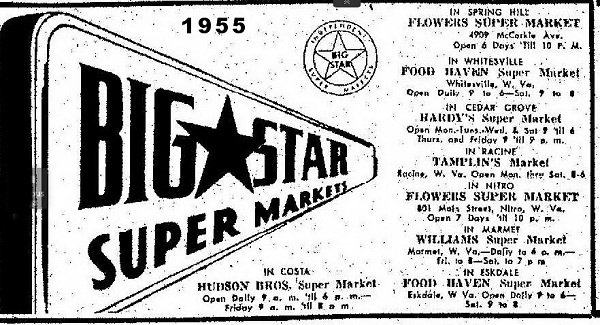 1955
INDEPENDENT
BIG
STAR
SUPER MARKETS
BIG STAR
SUPER MARKETS
IN COSTA
HUDSON BROS. Super Market
Open Daily 9 a. m. 'til 6 p. m.—
Friday 9 a. m. 'til 8 p. m.
IN SPRING HILL
FLOWERS SUPER MARKET
4909 McCorkle Ave.
Open 6 Days 'Till 10 P. M.
IN WHITESVILLE
FOOD HAVEN Super Market
Whitesville, W. Va.
Open Daily 9 to 6—Sat. 9 to 8
IN CEDAR GROVE
HARDY'S Super Market
Open Mon.-Tues.-Wed. & Sat 9 'til 6
Thurs. and Friday 9 'til 9 p. m.
IN RACINE
TAMPLIN'S Market
Racine, W. Va. Open Mon. thru Sat. 8-6
IN NITRO
FLOWERS SUPER MARKET
801 Main Street, Nitro, W. Va.
Open 7 Days 'til 10 p. m.
IN MARMET
WILLIAMS Super Market
Marmet, W. Va.—Daily to 6 p. m.—
Fri. to 8—Sat. to 7 p m
IN ESKDALE
FOOD HAVEN Super Market
Eskdale, W. Va. Open Daily 9 to 6—
Sat. 9 to 8